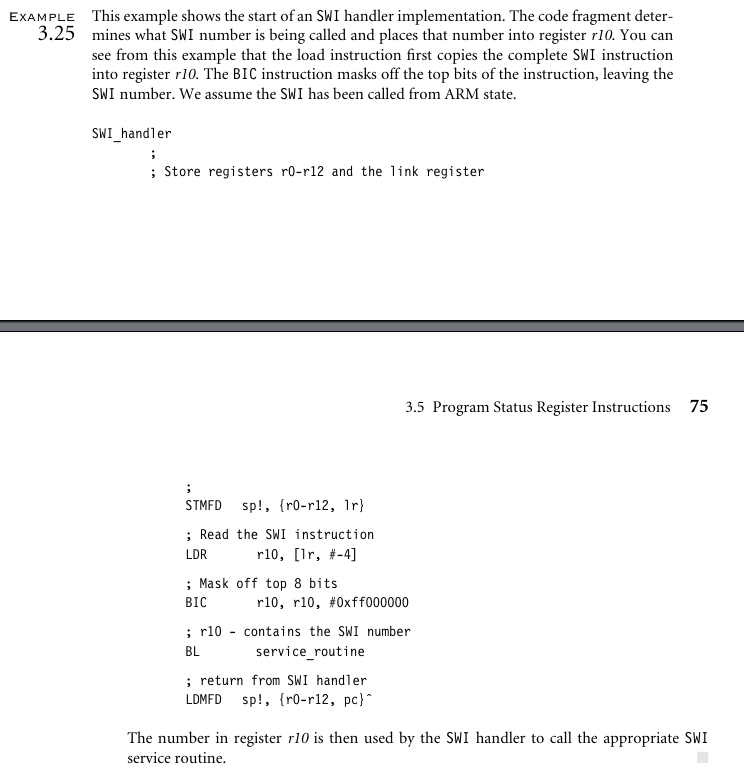 EXAMPLE 3.25
This example shows the start of an SWI handler implementation. The code fragment deter-
mines what SWI number is being called and places that number into register r10. You can
see from this example that the load instruction first copies the complete SWI instruction
into register r10. The BIC instruction masks off the top bits of the instruction, leaving the
SWI number. We assume the SWI has been called from ARM state.
SWI_handler
;
; Store registers r0-r12 and the link register
3.5 Program Status Register Instructions 75
;
STMFD sp!, {r0-r12, lr}
; Read the SWI instruction
LDR r10, [lr, #-4]
; Mask off top 8 bits
BIC r10, r10, #0xff000000
; r10 - contains the SWI number
BL service_routine
; return from SWI handler
LDMFD sp!, {r0-r12, pc}^
The number in register r10 is then used by the SWI handler to call the appropriate SWI
service routine.